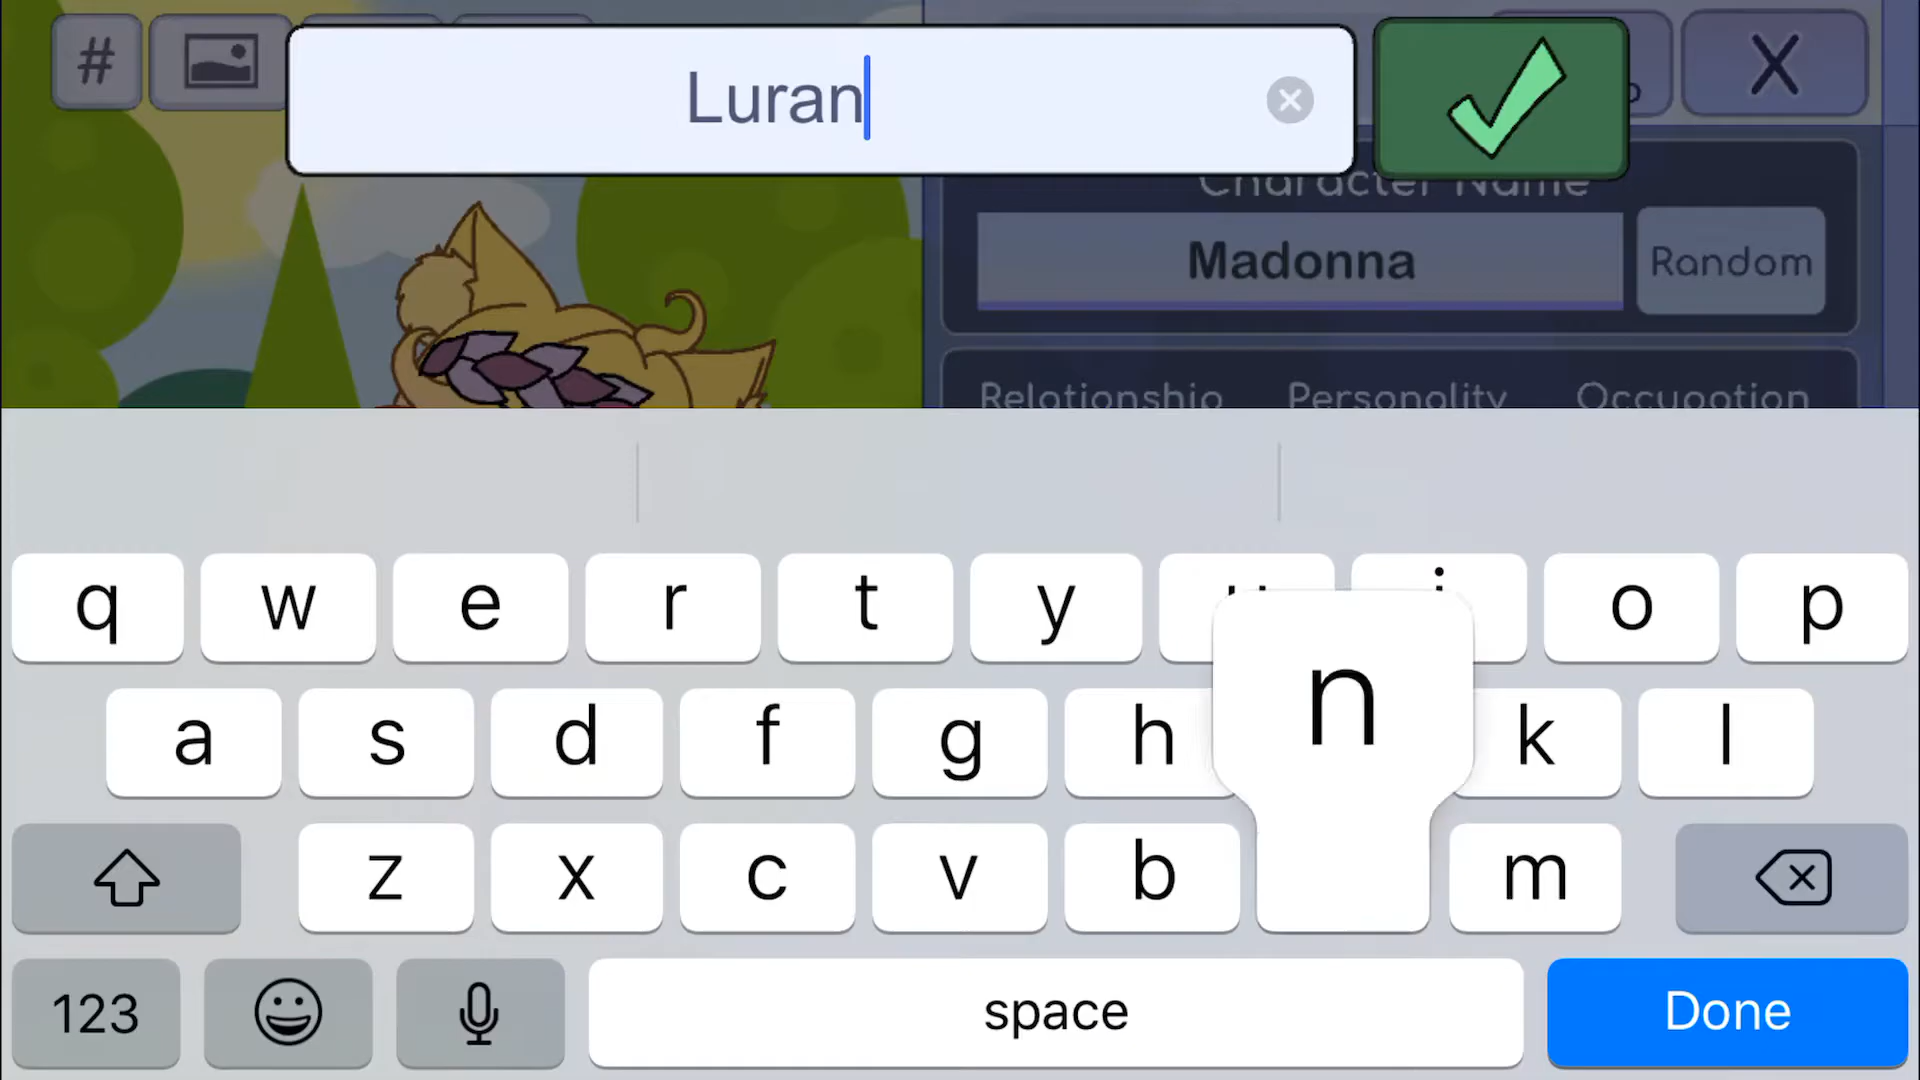 #
Luran
X
Character Name
Madonna
Random
Relationship Personality Occupation
q w e r t y u i o p
a s d f g h n k l
z x c v b m
123 space Done